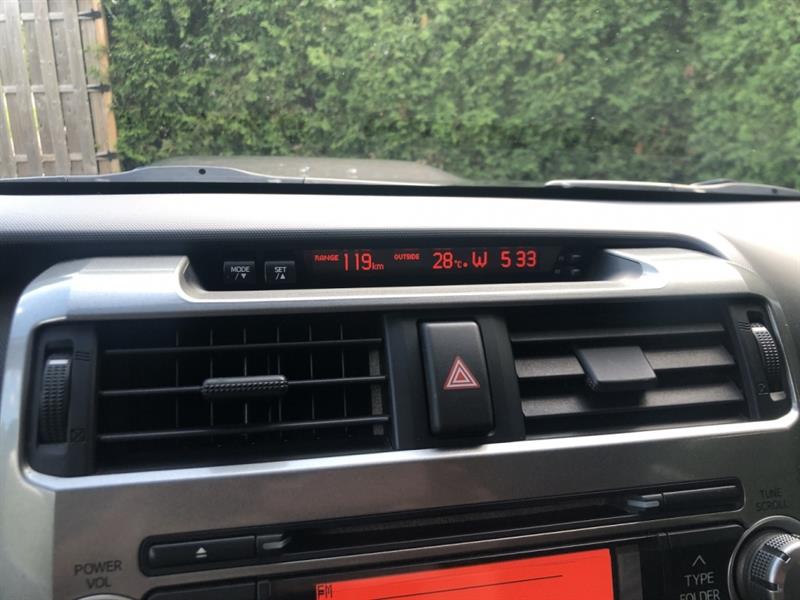 MODE /▼ SET /▲ RANGE 119km OUTSIDE 28°C. W 5 33
TUNE
SCROLL
POWER
VOL
FM
TYPE
FOLDER